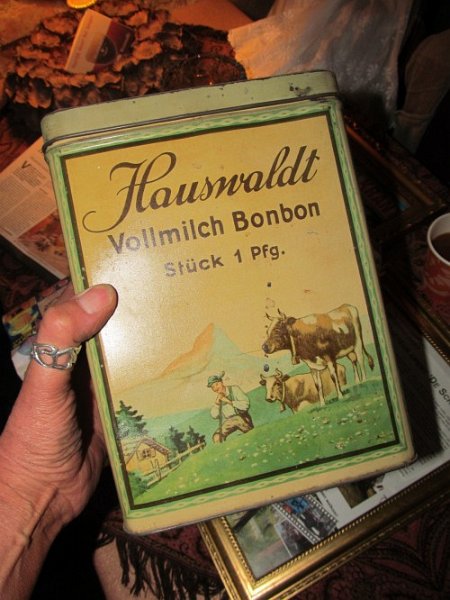 Hauswaldt
Vollmilch Bonbon
Stück 1 Pfg.